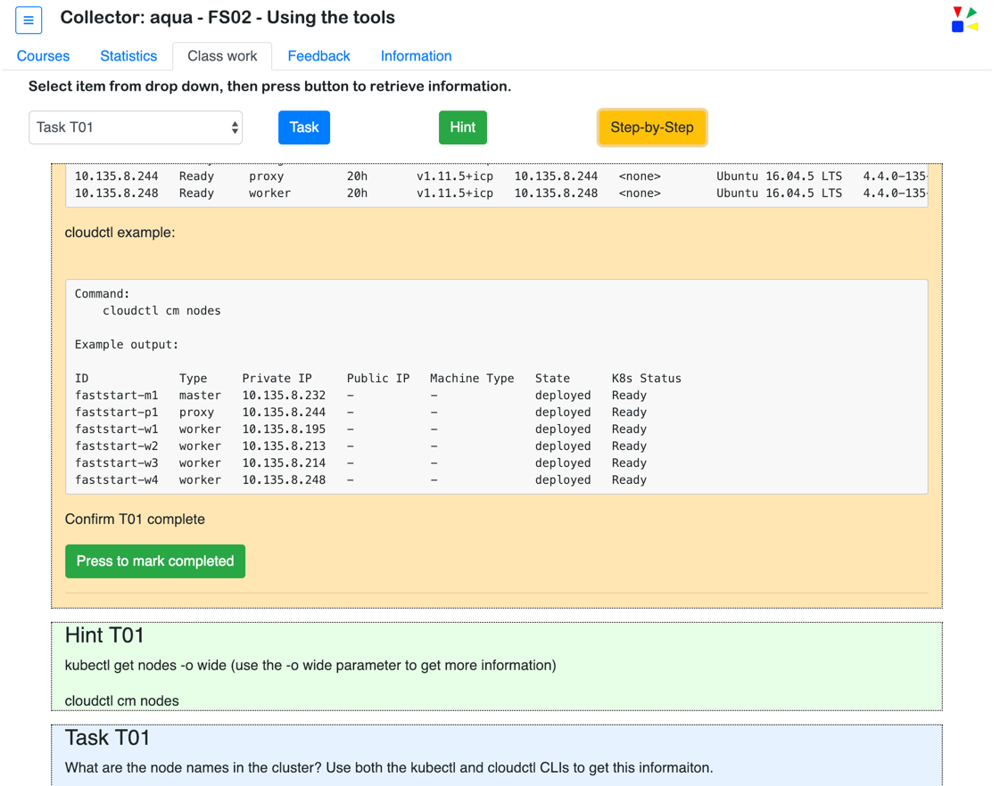 Collector: aqua - FS02 - Using the tools
Courses Statistics Class work Feedback Information
Select item from drop down, then press button to retrieve information.
Task T01 Task Hint Step-by-Step
10.135.8.244 Ready proxy 20h v1.11.5+icp 10.135.8.244 <none> Ubuntu 16.04.5 LTS 4.4.0-135-
10.135.8.248 Ready worker 20h v1.11.5+icp 10.135.8.248 <none> Ubuntu 16.04.5 LTS 4.4.0-135-
cloudctl example:
Command:
cloudctl cm nodes
Example output:
ID Type Private IP Public IP Machine Type State K8s Status
faststart-m1 master 10.135.8.232 - - deployed Ready
faststart-p1 proxy 10.135.8.244 - - deployed Ready
faststart-w1 worker 10.135.8.195 - - deployed Ready
faststart-w2 worker 10.135.8.213 - - deployed Ready
faststart-w3 worker 10.135.8.214 - - deployed Ready
faststart-w4 worker 10.135.8.248 - - deployed Ready
Confirm T01 complete
Press to mark completed
Hint T01
kubectl get nodes -o wide (use the -o wide parameter to get more information)
cloudctl cm nodes
Task T01
What are the node names in the cluster? Use both the kubectl and cloudctl CLIs to get this informaiton.